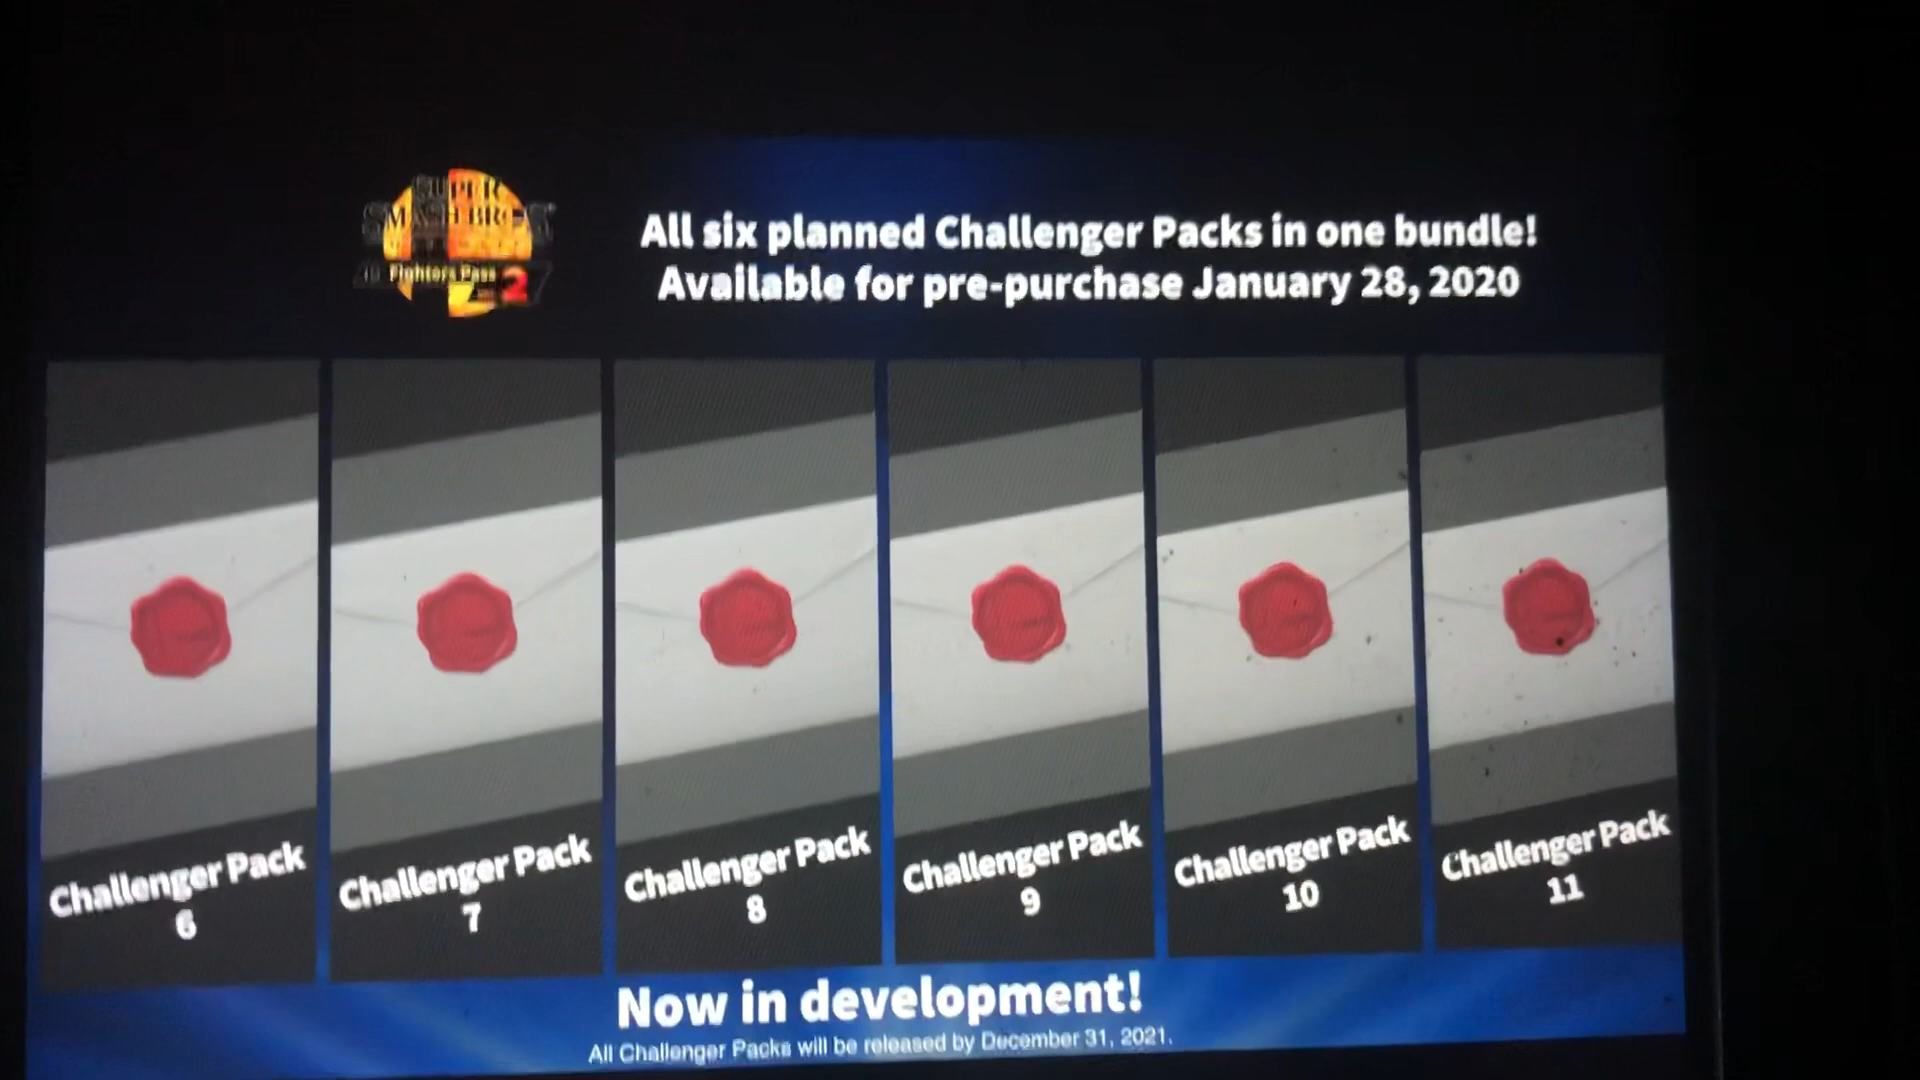 SUPER
SMASH BROS
Fighters Pass
2
All six planned Challenger Packs in one bundle!
Available for pre-purchase January 28, 2020
Challenger Pack
6
Challenger Pack
7
Challenger Pack
8
Challenger Pack
9
Challenger Pack
10
Challenger Pack
11
Now in development!
All Challenger Packs will be released by December 31, 2021.